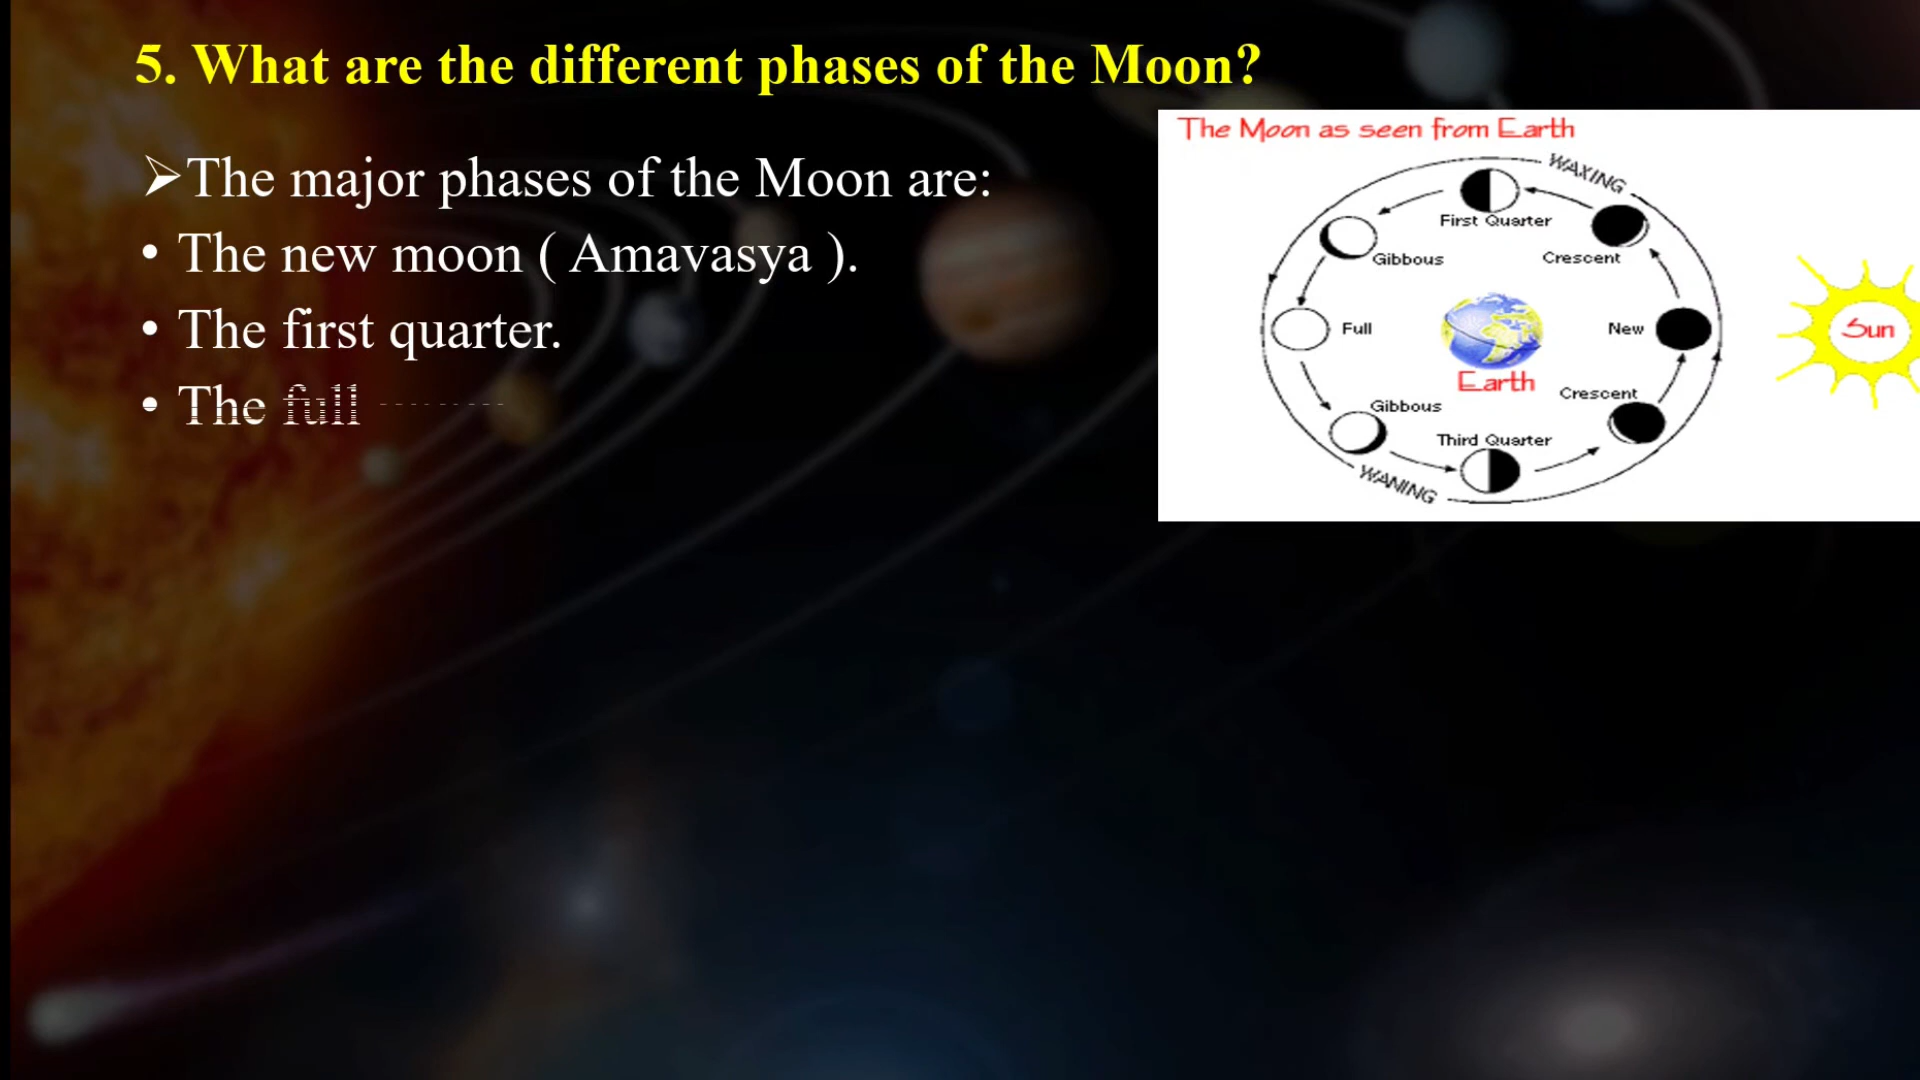 5. What are the different phases of the Moon?
➢The major phases of the Moon are:
• The new moon ( Amavasya ).
• The first quarter.
• The full
The Moon as seen from Earth
WAXING
First Quarter
Crescent
Gibbous
Full
New
Sun
Earth
Crescent
Gibbous
Third Quarter
WANING